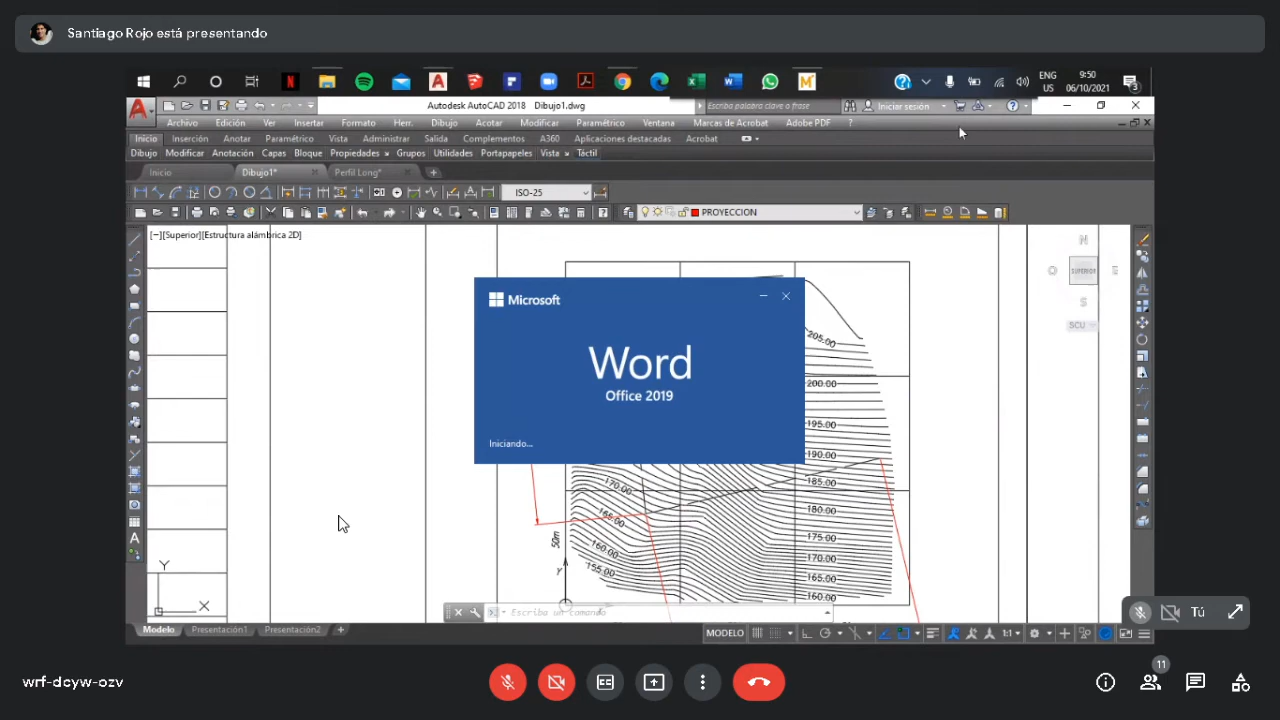 Santiago Rojo está presentando
ENG 9:50
US 06/10/2021 3
Autodesk AutoCAD 2018 Dibujo1.dwg Escriba palabra clave o frase Iniciar sesión
Archivo Edición Ver Insertar Formato Herr. Dibujo Acotar Modificar Paramétrico Ventana Marcas de Acrobat Adobe PDF ?
Inicio Inserción Anotar Paramétrico Vista Administrar Salida Complementos A360 Aplicaciones destacadas Acrobat
Dibujo Modificar Anotación Capas Bloque Propiedades Grupos Utilidades Portapapeles Vista Táctil
Inicio Dibujo1* Perfil Long*
ISO-25
PROYECCION
[−][Superior][Estructura alámbrica 2D]
N
O SUPERIOR E
S
SCU
Microsoft
Word
Office 2019
Iniciando...
205.00
200.00
195.00
190.00
185.00
180.00
175.00
170.00
165.00
160.00
170.00
165.00
160.00
155.00
50m
Y
Y
X
Escriba un comando
Modelo Presentación1 Presentación2 +
MODELO 1:1
Tú
wrf-dcyw-ozv
11